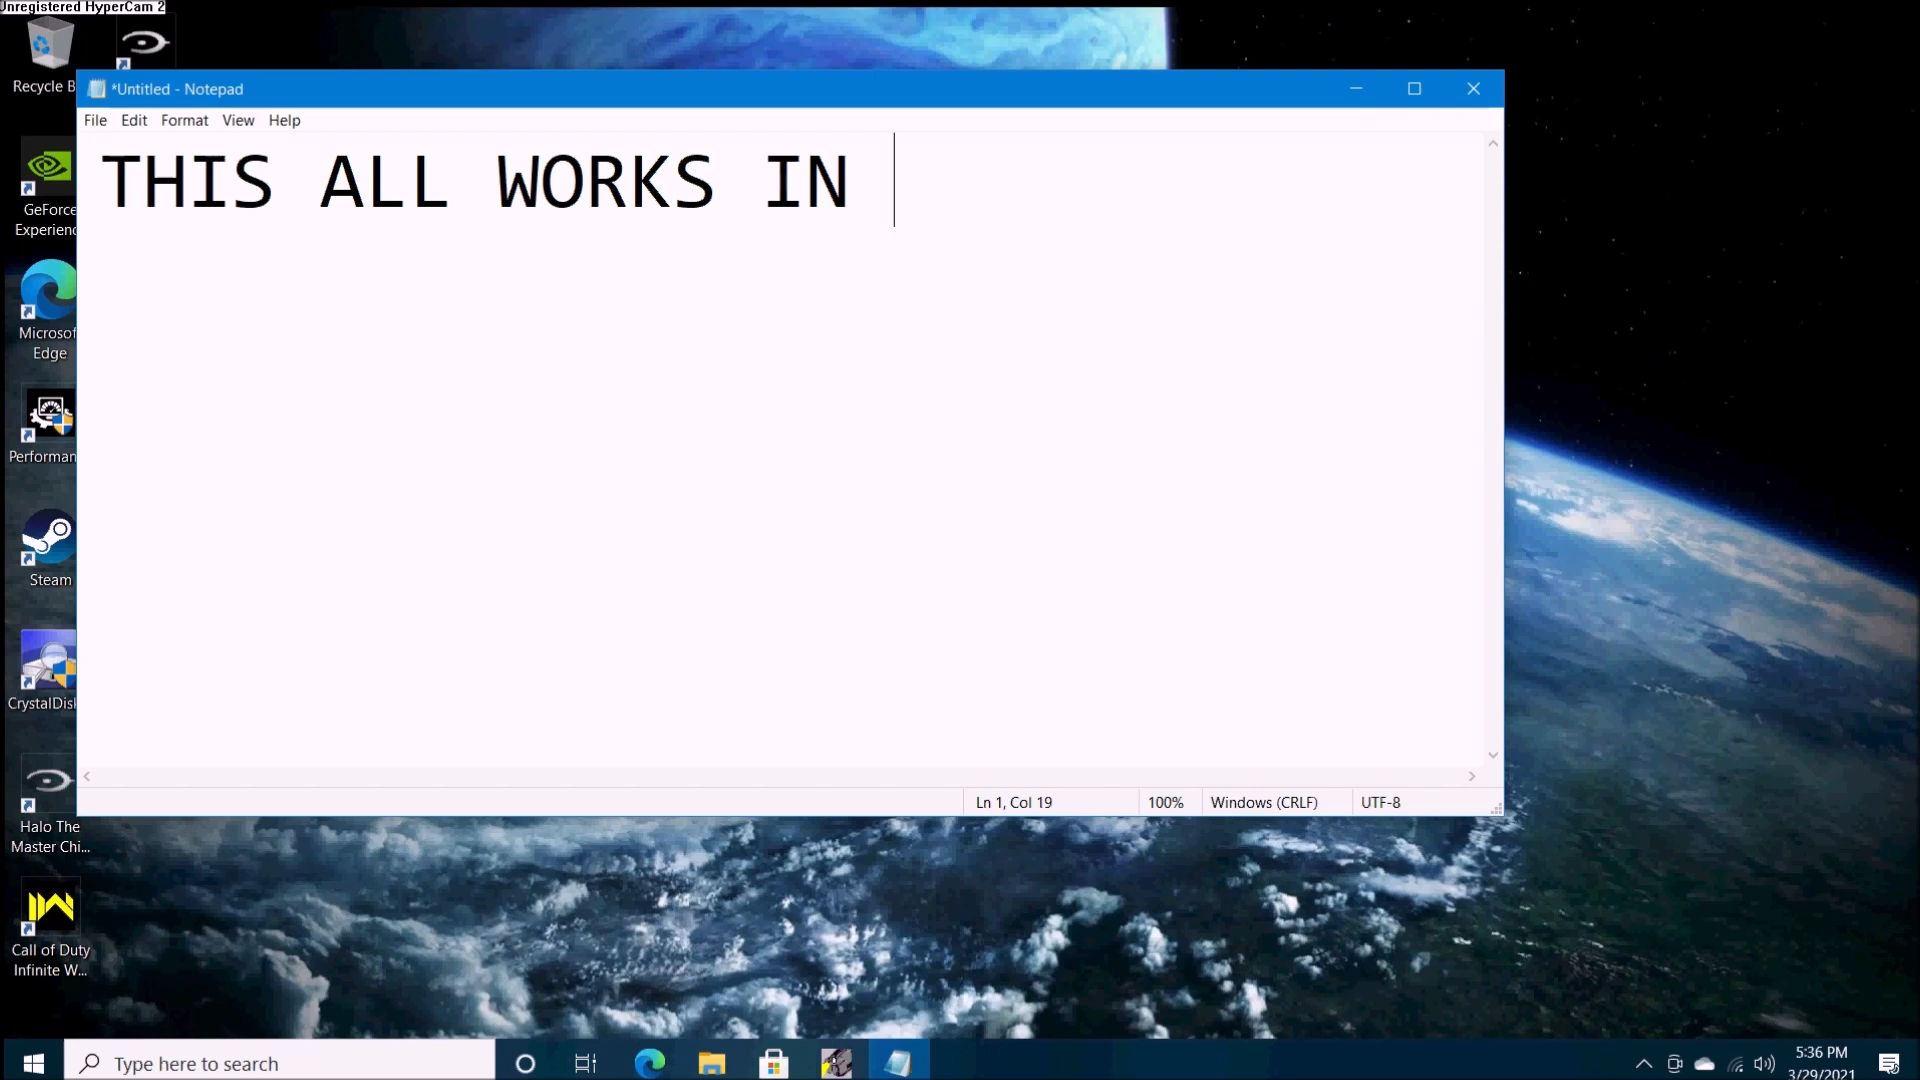 Unregistered HyperCam 2
Recycle B
*Untitled - Notepad
File Edit Format View Help
THIS ALL WORKS IN
GeForce
Experienc
Microsof
Edge
Performan
Steam
CrystalDis
Halo The
Master Chi...
Call of Duty
Infinite W...
Ln 1, Col 19
100%
Windows (CRLF)
UTF-8
Type here to search
5:36 PM
3/29/2021